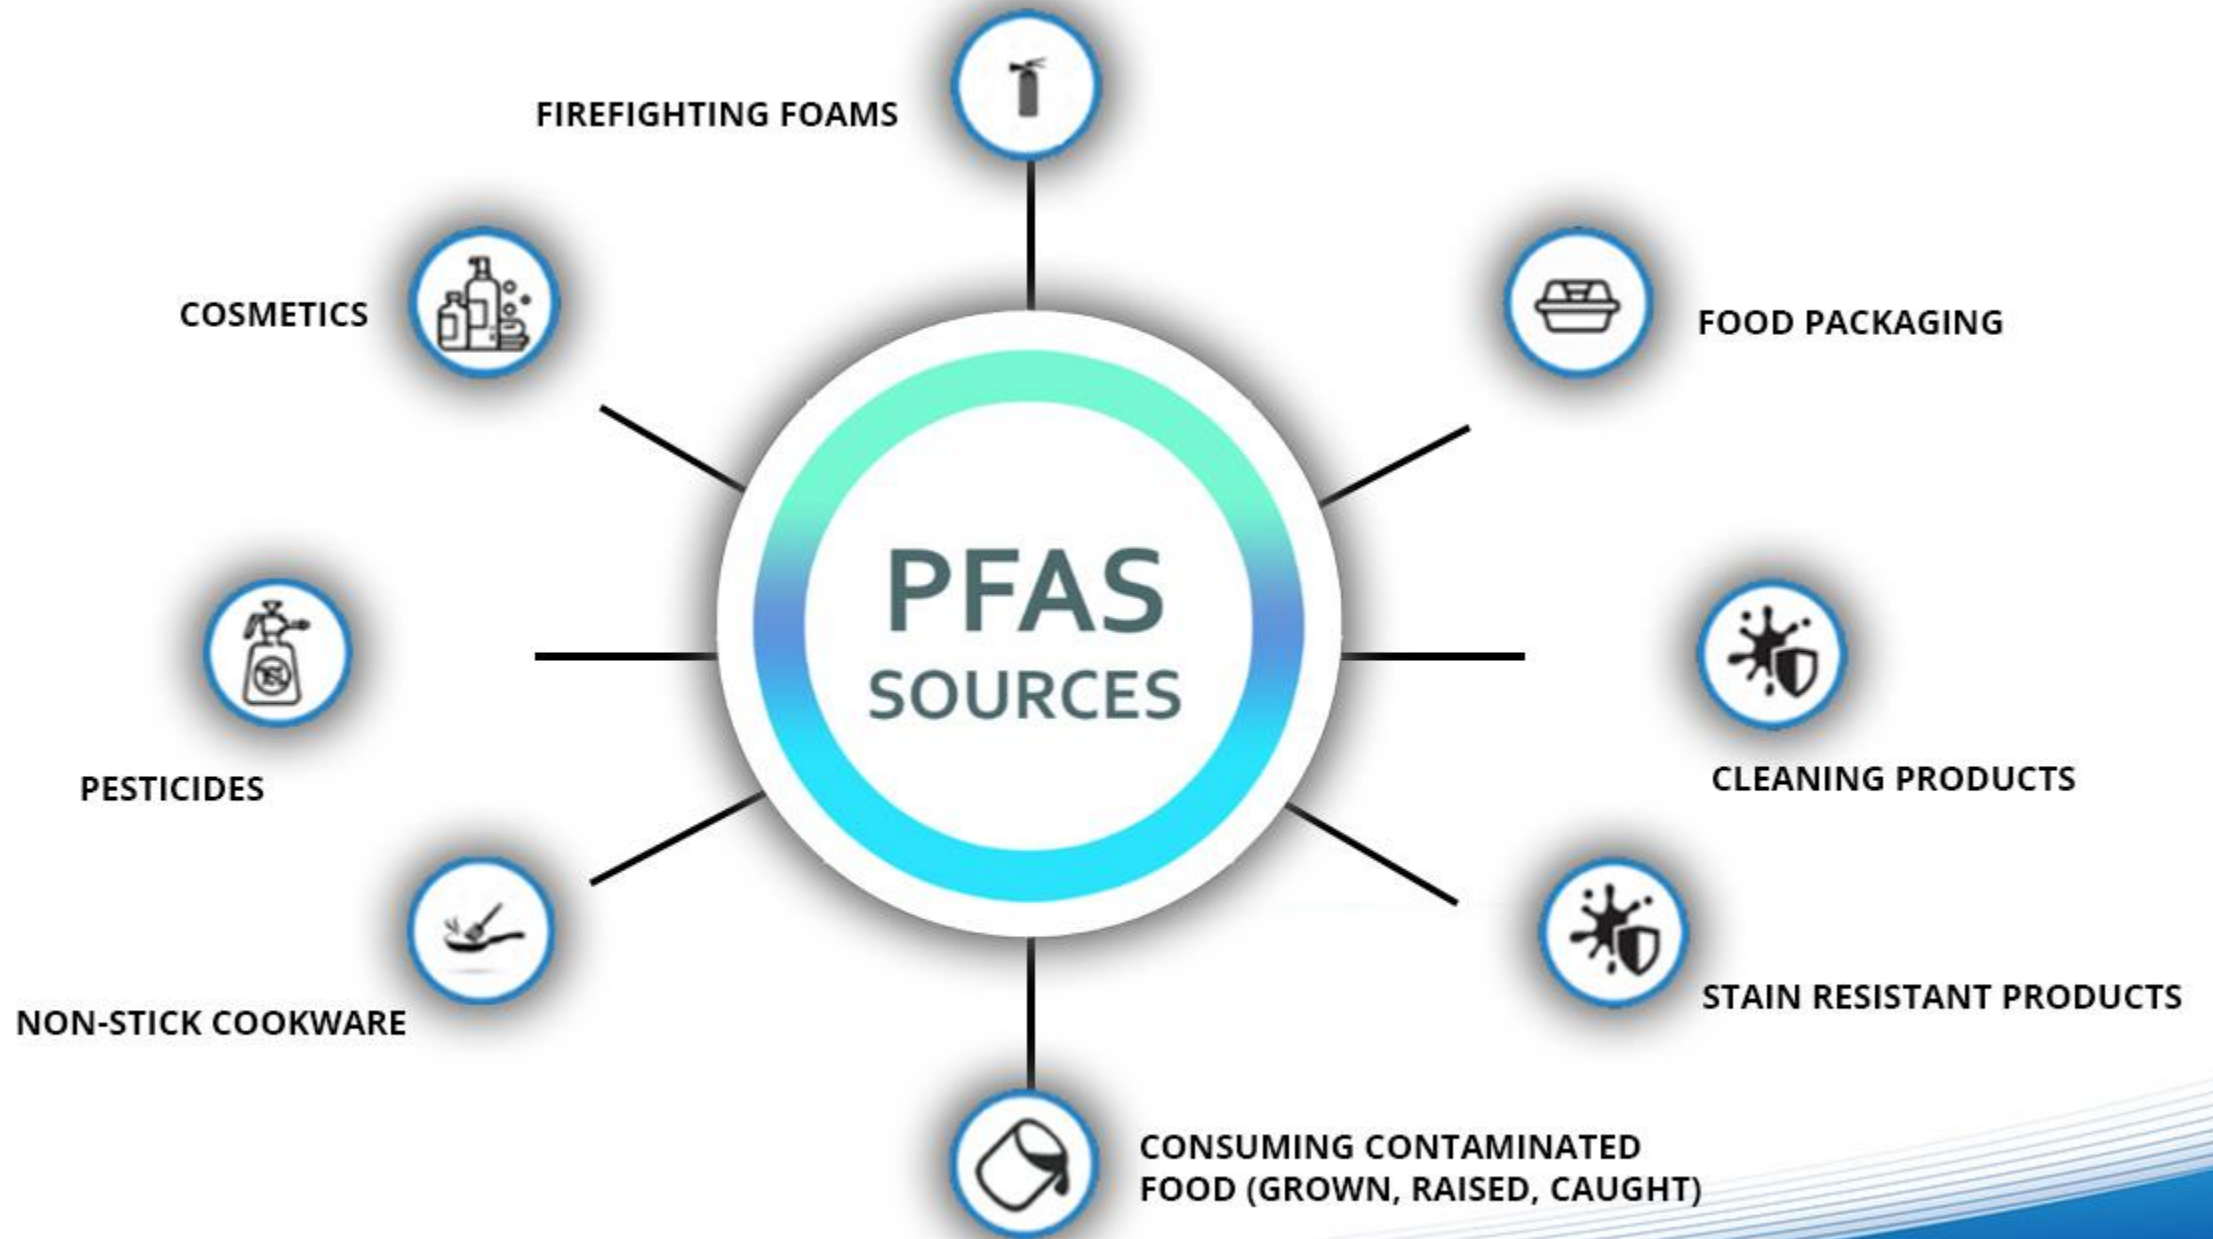 FIREFIGHTING FOAMS
COSMETICS
FOOD PACKAGING
PFAS
SOURCES
PESTICIDES
CLEANING PRODUCTS
NON-STICK COOKWARE
STAIN RESISTANT PRODUCTS
CONSUMING CONTAMINATED
FOOD (GROWN, RAISED, CAUGHT)